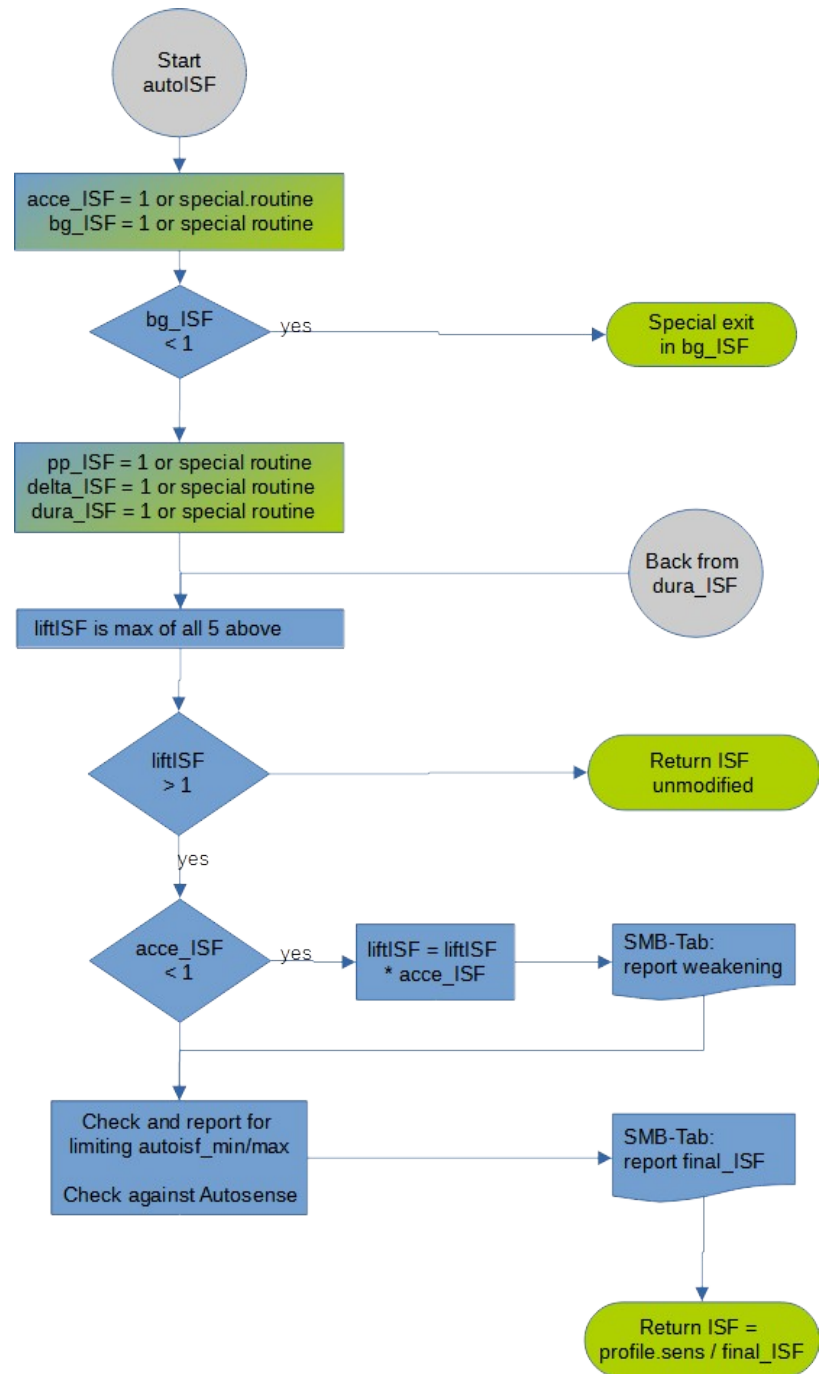 Start
autoISF
acce_ISF = 1 or special.routine
bg_ISF = 1 or special routine
bg_ISF
< 1
yes
Special exit
in bg_ISF
pp_ISF = 1 or special routine
delta_ISF = 1 or special routine
dura_ISF = 1 or special routine
Back from
dura_ISF
liftISF is max of all 5 above
liftISF
> 1
Return ISF
unmodified
yes
acce_ISF
< 1
yes
liftISF = liftISF
* acce_ISF
SMB-Tab:
report weakening
Check and report for
limiting autoisf_min/max
Check against Autosense
SMB-Tab:
report final_ISF
Return ISF =
profile.sens / final_ISF